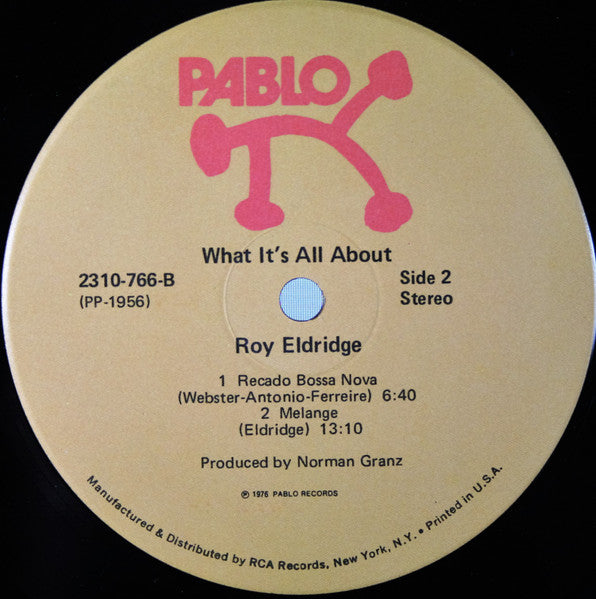 PABLO
What It's All About
2310-766-B
(PP-1956)
Side 2
Stereo
Roy Eldridge
1 Recado Bossa Nova
(Webster-Antonio-Ferreire) 6:40
2 Melange
(Eldridge) 13:10
Produced by Norman Granz
℗ 1976 PABLO RECORDS
Manufactured & Distributed by RCA Records, New York, N.Y. • Printed in U.S.A.